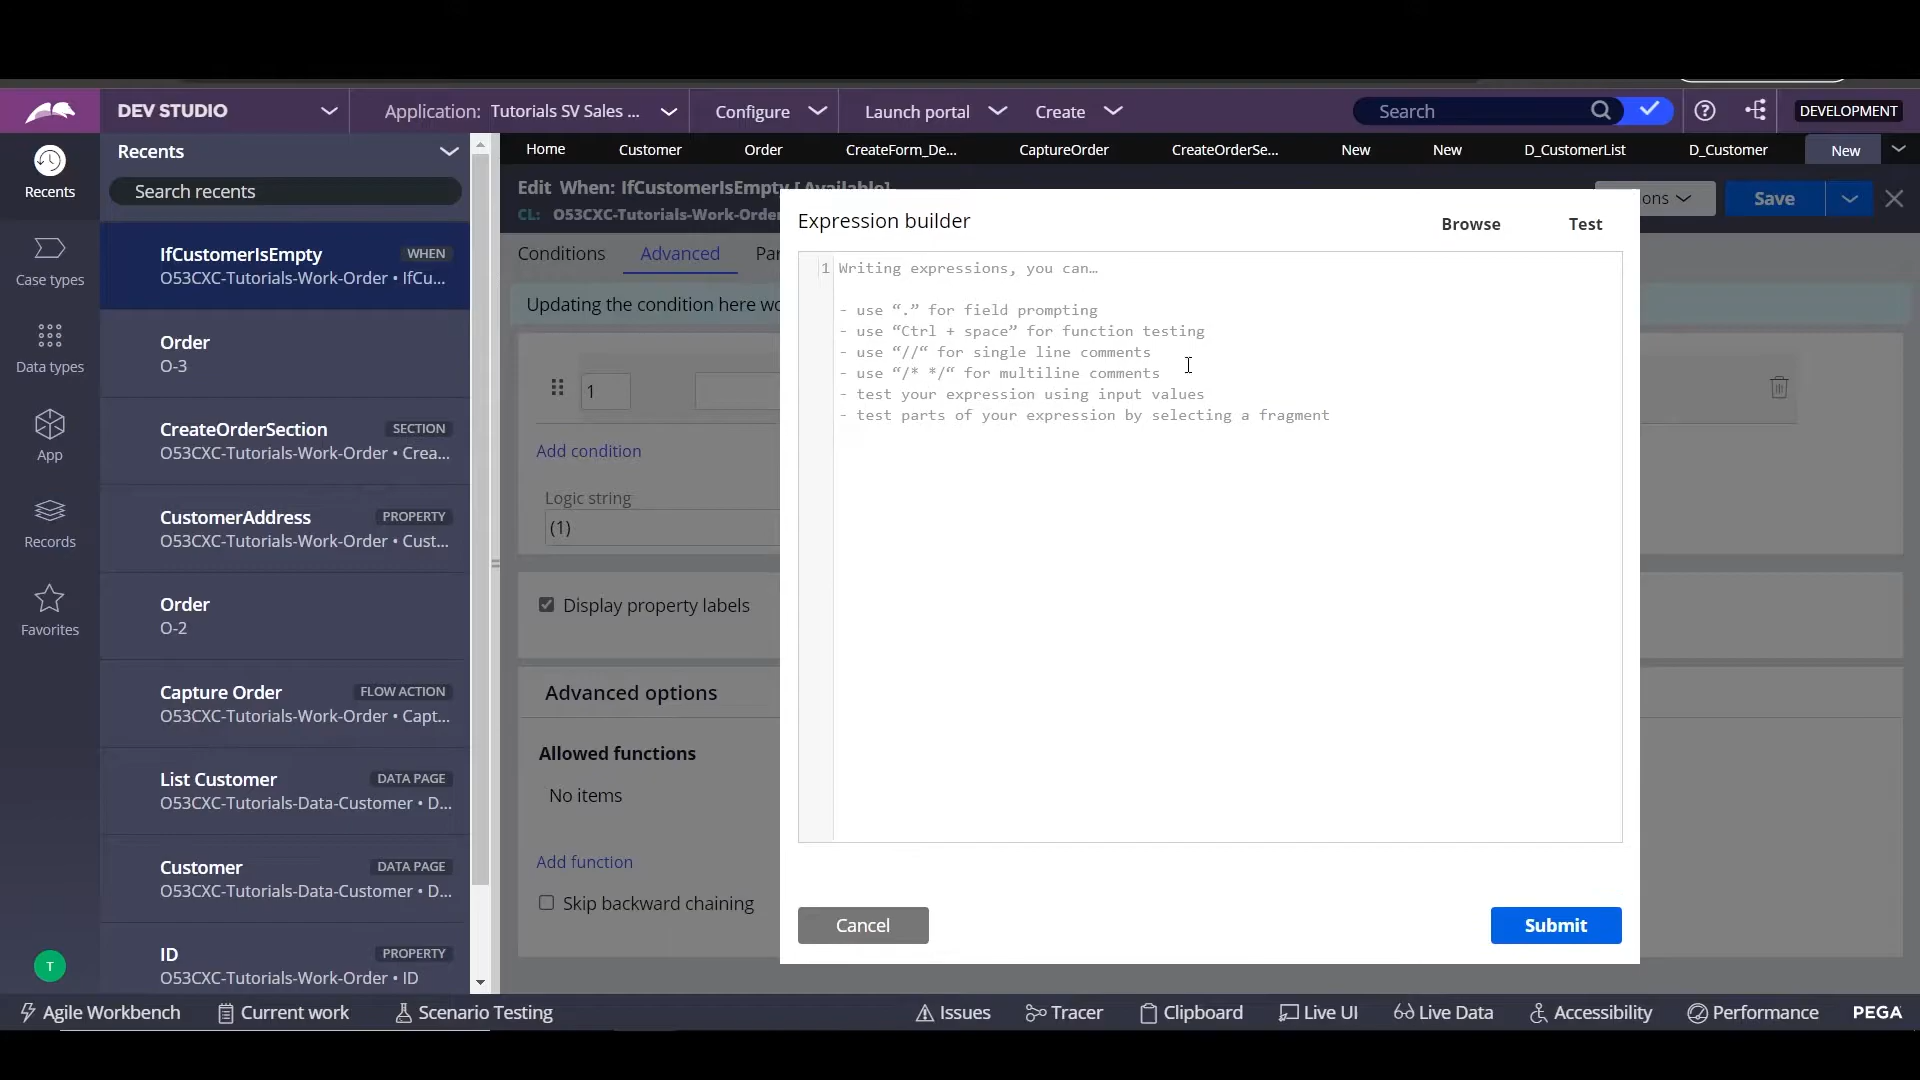 DEV STUDIO
Application: Tutorials SV Sales ...
Configure
Launch portal
Create
Search
DEVELOPMENT
Recents
Search recents
Home
Customer
Order
CreateForm_De...
CaptureOrder
CreateOrderSe...
New
New
D_CustomerList
D_Customer
New
Recents
Case types
Data types
App
Records
Favorites
T
IfCustomerIsEmpty WHEN
O53CXC-Tutorials-Work-Order • IfCu...
Order
O-3
CreateOrderSection SECTION
O53CXC-Tutorials-Work-Order • Crea...
CustomerAddress PROPERTY
O53CXC-Tutorials-Work-Order • Cust...
Order
O-2
Capture Order FLOW ACTION
O53CXC-Tutorials-Work-Order • Capt...
List Customer DATA PAGE
O53CXC-Tutorials-Data-Customer • D...
Customer DATA PAGE
O53CXC-Tutorials-Data-Customer • D...
ID PROPERTY
O53CXC-Tutorials-Work-Order • ID
Edit When: IfCustomerIsEmpty [ Available]
CL: O53CXC-Tutorials-Work-Order
ons
Save
Conditions
Advanced
Par
Updating the condition here wo
1
Add condition
Logic string
(1)
Display property labels
Advanced options
Allowed functions
No items
Add function
Skip backward chaining
Expression builder
Browse
Test
1 Writing expressions, you can…
- use “.” for field prompting
- use “Ctrl + space” for function testing
- use “//“ for single line comments
- use “/* */“ for multiline comments
- test your expression using input values
- test parts of your expression by selecting a fragment
Cancel
Submit
Agile Workbench
Current work
Scenario Testing
Issues
Tracer
Clipboard
Live UI
Live Data
Accessibility
Performance
PEGA